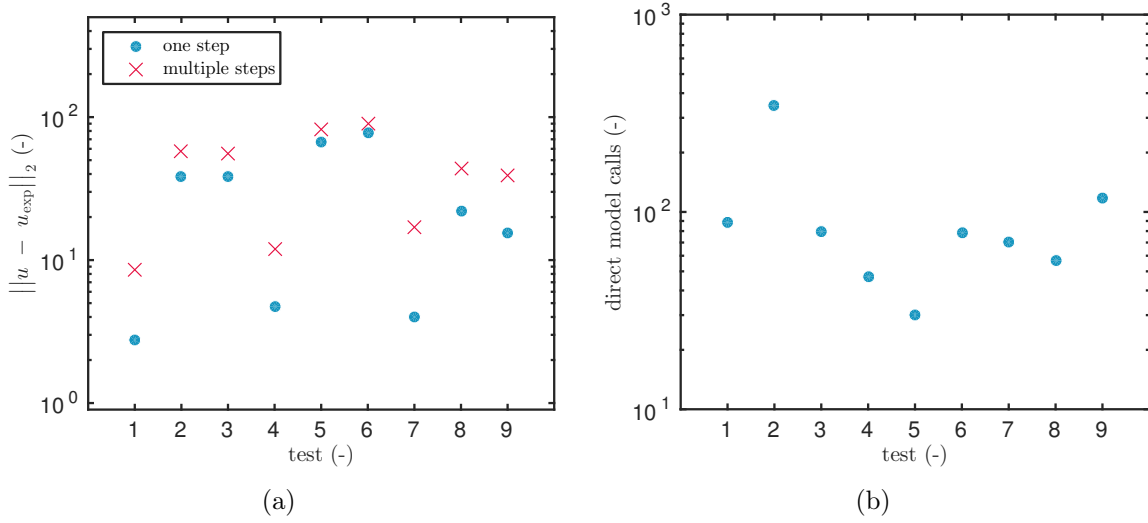 one step
multiple steps
||u − u_exp||_2 (-)
10^2
10^1
10^0
1 2 3 4 5 6 7 8 9
test (-)
(a)
direct model calls (-)
10^3
10^2
10^1
1 2 3 4 5 6 7 8 9
test (-)
(b)